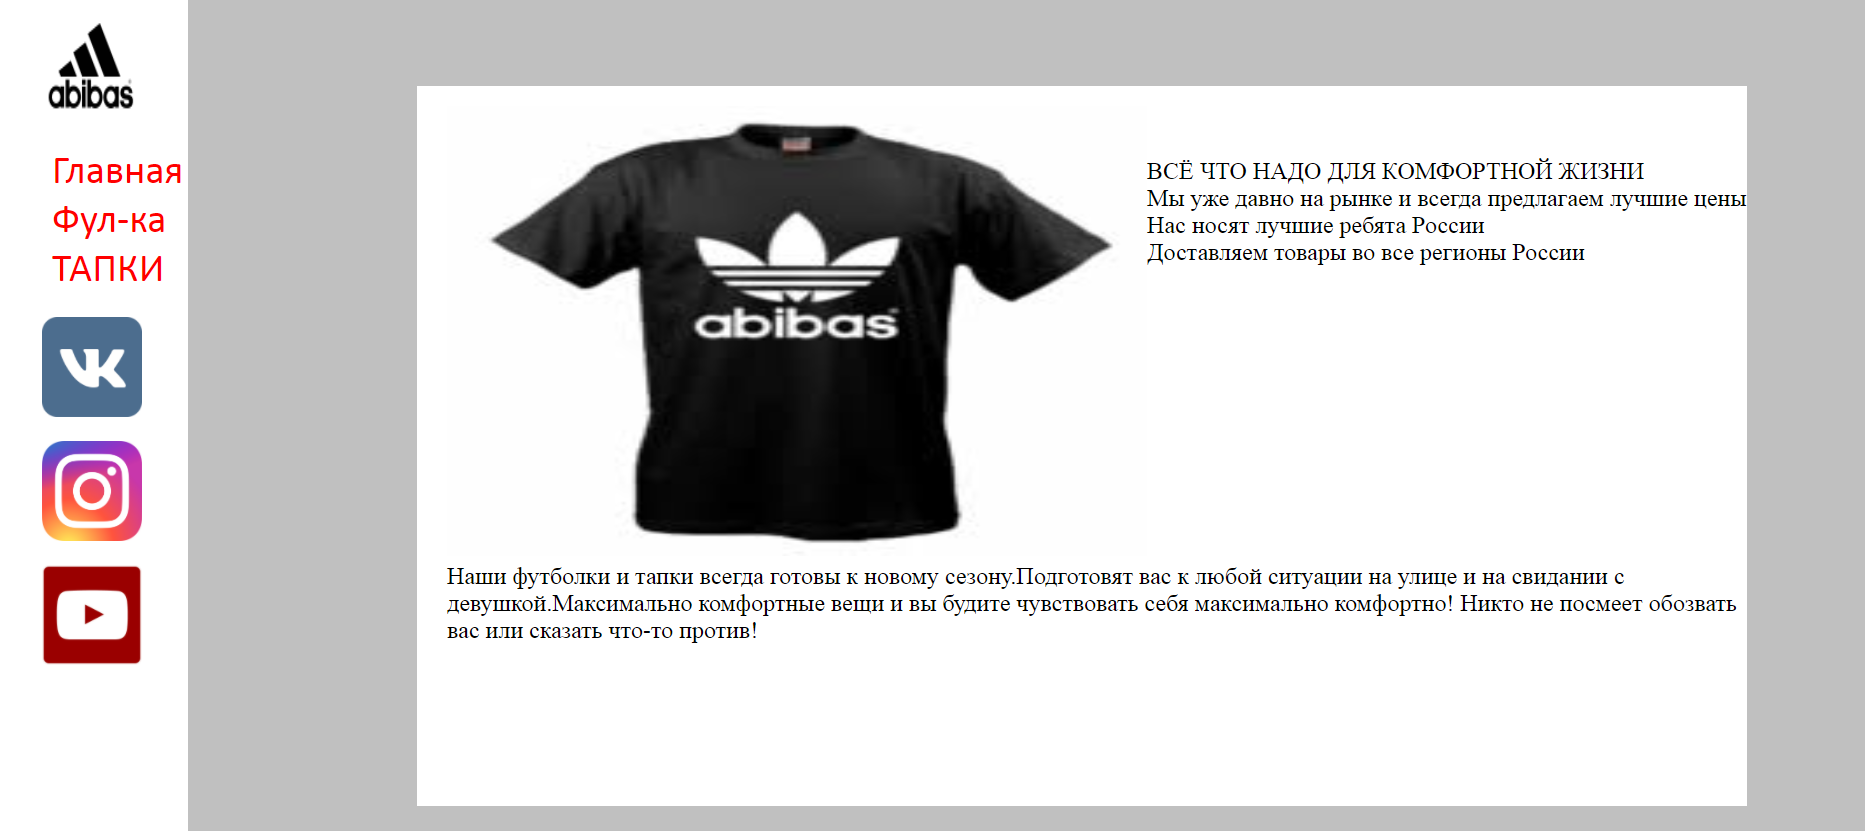 abibas
Главная
Фул-ка
ТАПКИ
abibas
ВСЁ ЧТО НАДО ДЛЯ КОМФОРТНОЙ ЖИЗНИ
Мы уже давно на рынке и всегда предлагаем лучшие цены
Нас носят лучшие ребята России
Доставляем товары во все регионы России
Наши футболки и тапки всегда готовы к новому сезону.Подготовят вас к любой ситуации на улице и на свидании с
девушкой.Максимально комфортные вещи и вы будите чувствовать себя максимально комфортно! Никто не посмеет обозвать
вас или сказать что-то против!